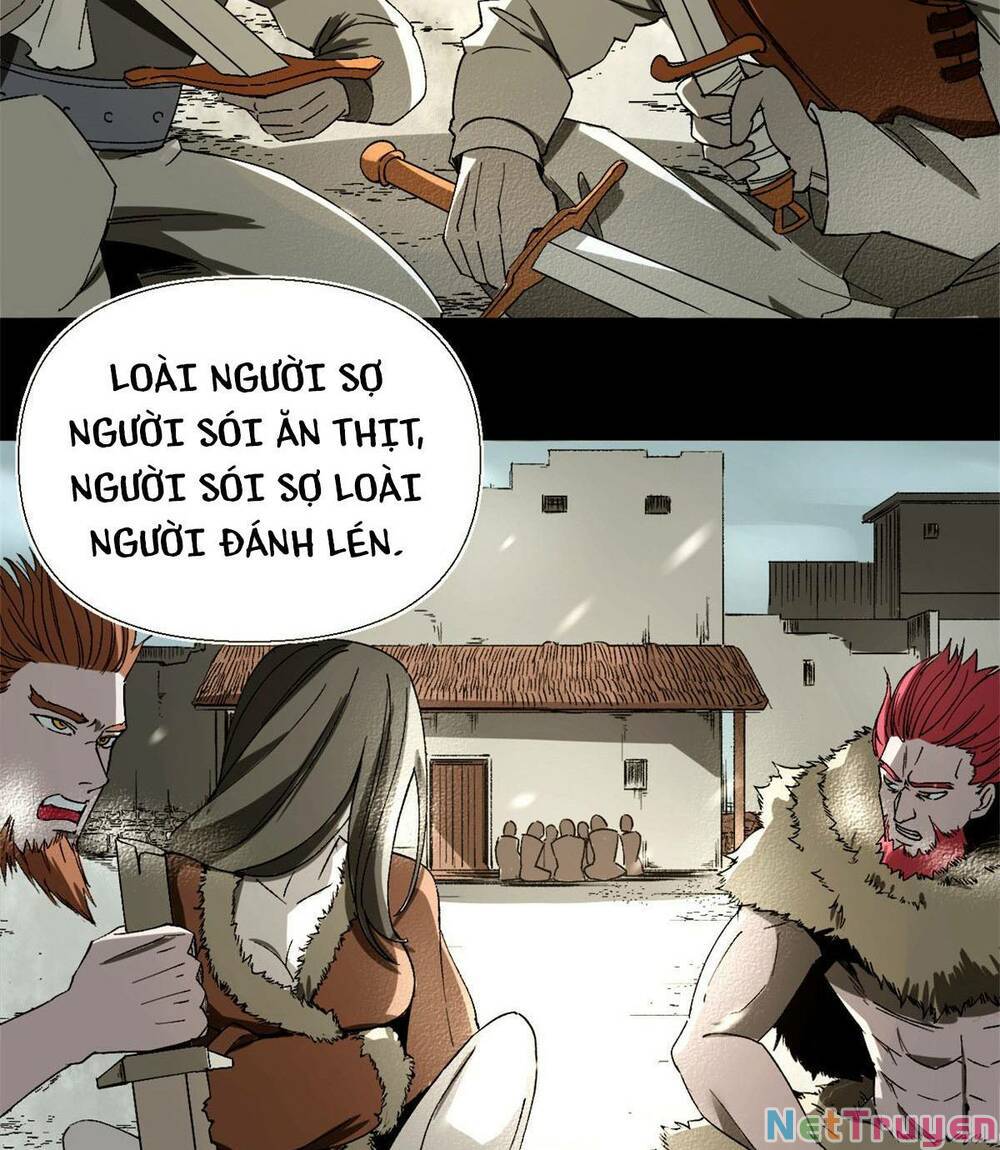 LOÀI NGƯỜI SỢ
NGƯỜI SÓI ĂN THỊT,
NGƯỜI SÓI SỢ LOÀI
NGƯỜI ĐÁNH LÉN.
NetTruyen